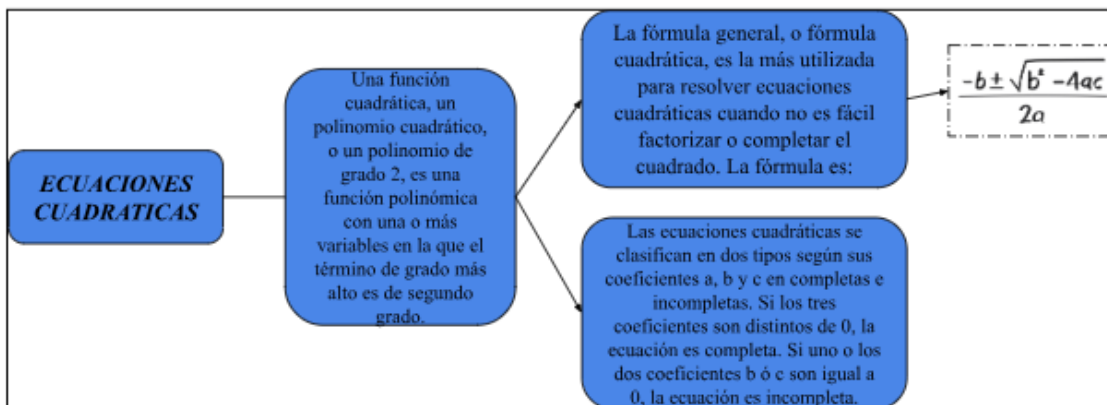 ECUACIONES
CUADRATICAS
Una función
cuadrática, un
polinomio cuadrático,
o un polinomio de
grado 2, es una
función polinómica
con una o más
variables en la que el
término de grado más
alto es de segundo
grado.
La fórmula general, o fórmula
cuadrática, es la más utilizada
para resolver ecuaciones
cuadráticas cuando no es fácil
factorizar o completar el
cuadrado. La fórmula es:
-b ± √b² - 4ac
2a
Las ecuaciones cuadráticas se
clasifican en dos tipos según sus
coeficientes a, b y c en completas e
incompletas. Si los tres
coeficientes son distintos de 0, la
ecuación es completa. Si uno o los
dos coeficientes b ó c son igual a
0, la ecuación es incompleta.